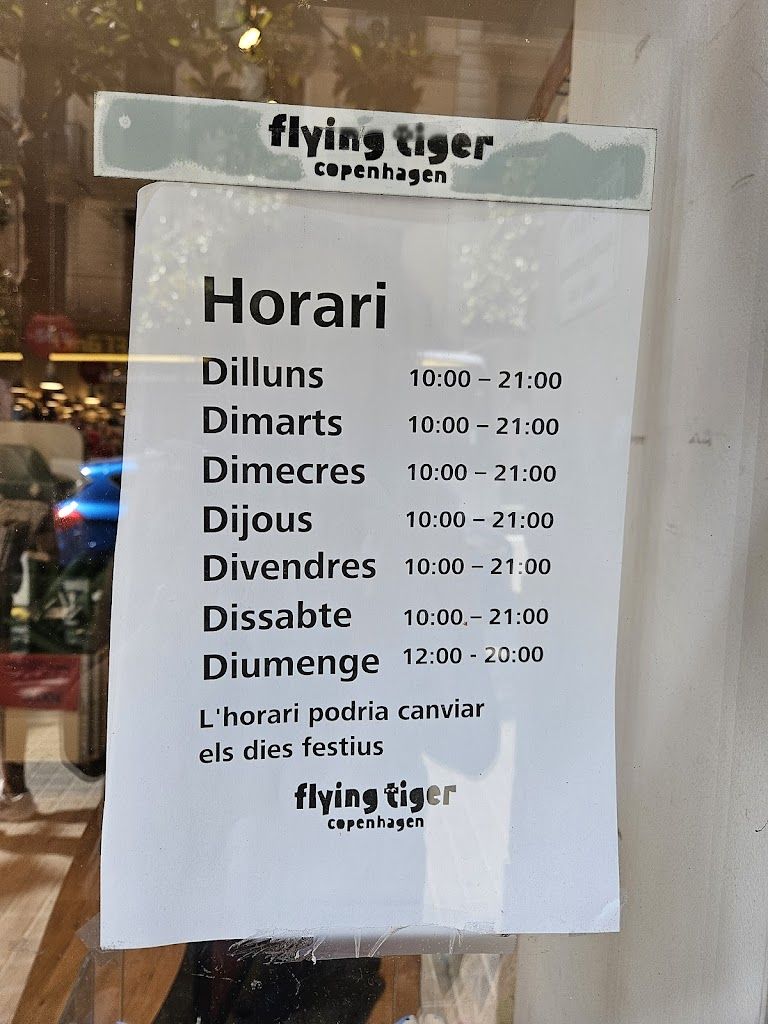 flying tiger
copenhagen
Horari
Dilluns 10:00 – 21:00
Dimarts 10:00 – 21:00
Dimecres 10:00 – 21:00
Dijous 10:00 – 21:00
Divendres 10:00 – 21:00
Dissabte 10:00 – 21:00
Diumenge 12:00 - 20:00
L'horari podria canviar
els dies festius
flying tiger
copenhagen